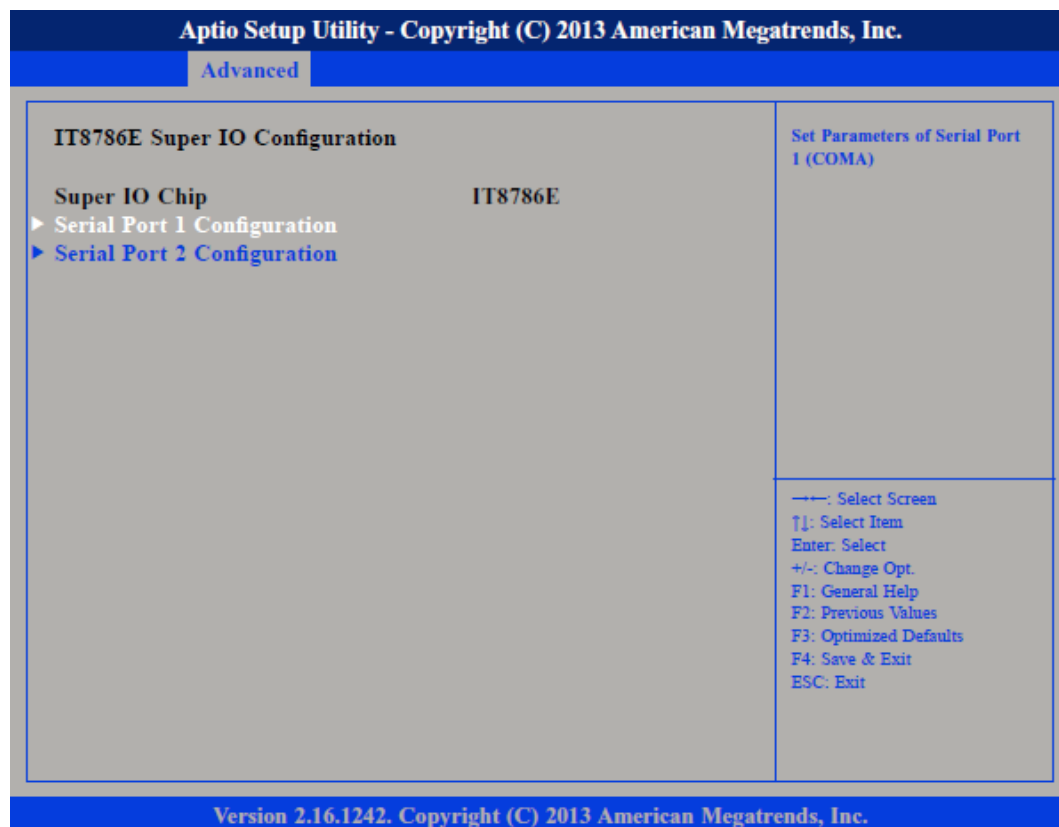 Aptio Setup Utility - Copyright (C) 2013 American Megatrends, Inc.
Advanced
IT8786E Super IO Configuration
Super IO Chip IT8786E
Serial Port 1 Configuration
Serial Port 2 Configuration
Set Parameters of Serial Port
1 (COMA)
→←: Select Screen
↑↓: Select Item
Enter: Select
+/-: Change Opt.
F1: General Help
F2: Previous Values
F3: Optimized Defaults
F4: Save & Exit
ESC: Exit
Version 2.16.1242. Copyright (C) 2013 American Megatrends, Inc.